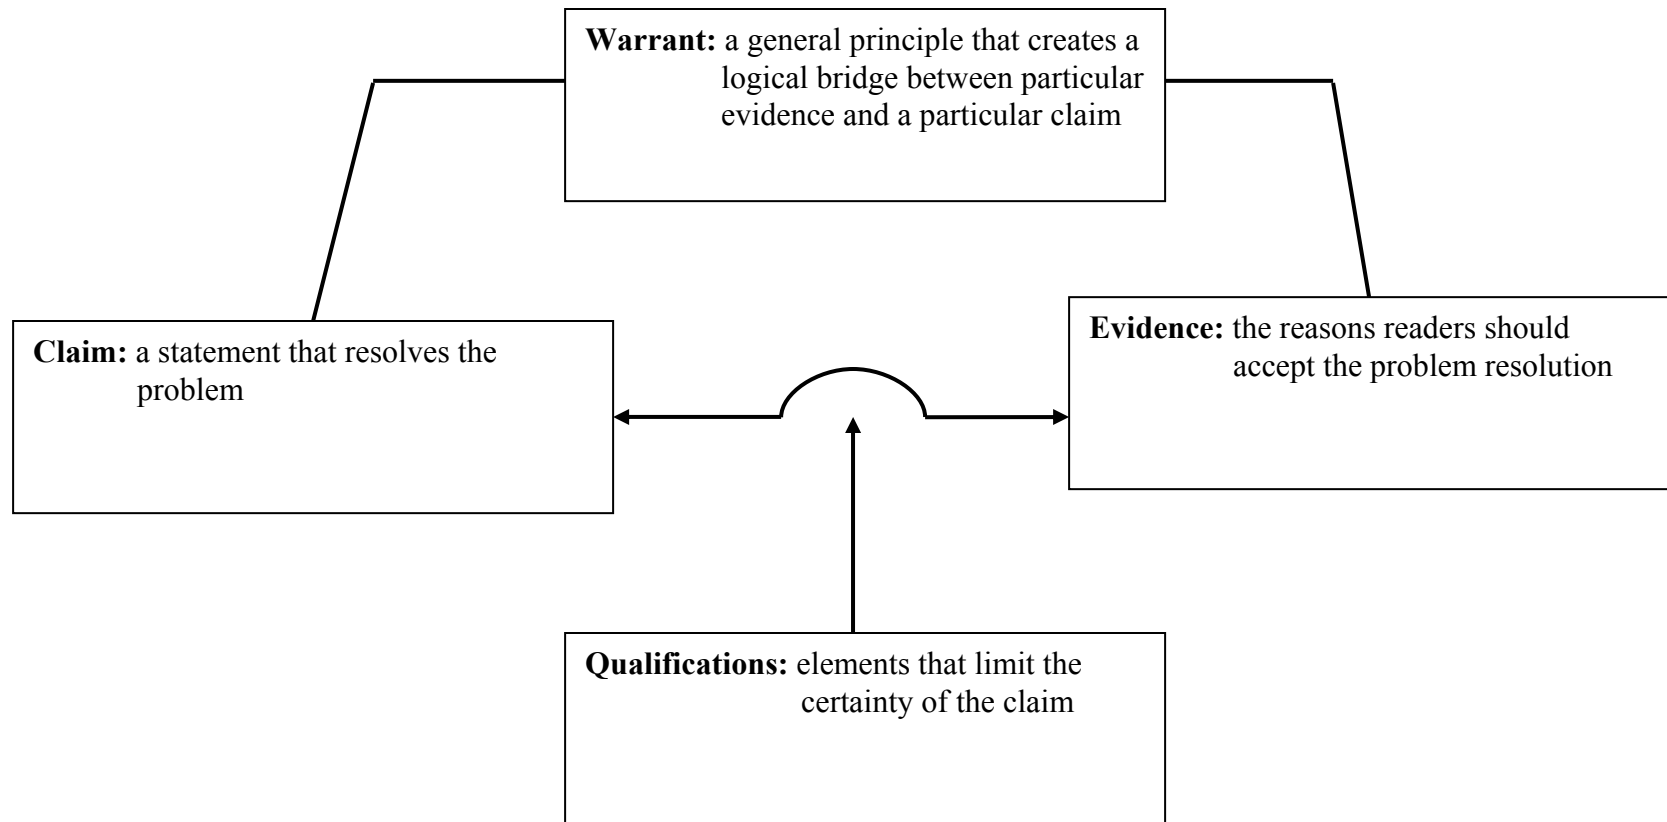 Warrant: a general principle that creates a
logical bridge between particular
evidence and a particular claim
Claim: a statement that resolves the
problem
Evidence: the reasons readers should
accept the problem resolution
Qualifications: elements that limit the
certainty of the claim